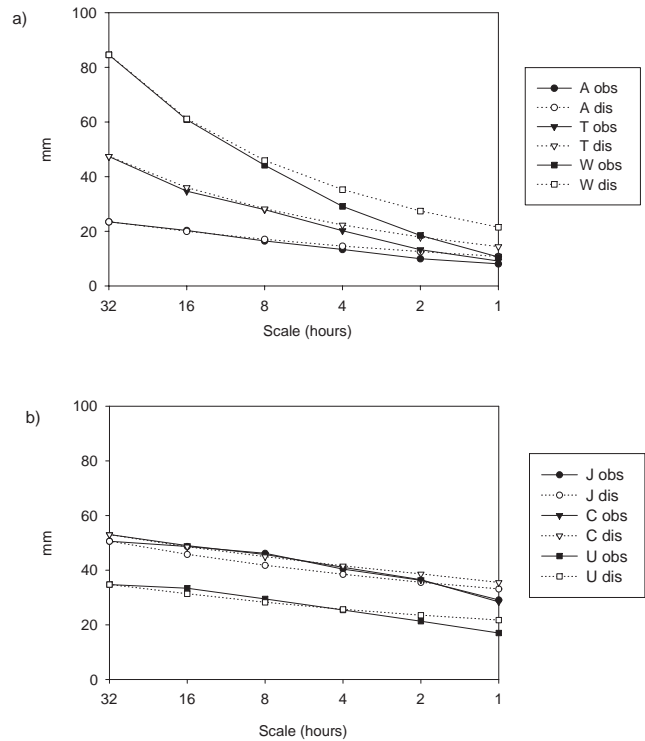 a)
100
80
60
40
20
0
mm
32 16 8 4 2 1
Scale (hours)
A obs
A dis
T obs
T dis
W obs
W dis
b)
100
80
60
40
20
0
mm
32 16 8 4 2 1
Scale (hours)
J obs
J dis
C obs
C dis
U obs
U dis